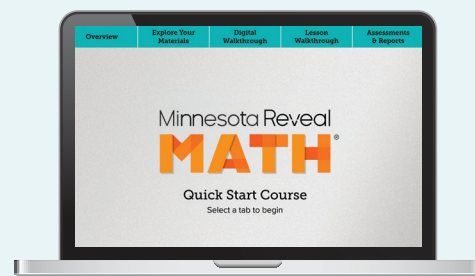 Overview
Explore Your Materials
Digital Walkthrough
Lesson Walkthrough
Assessments & Reports
Minnesota Reveal
MATH®
Quick Start Course
Select a tab to begin